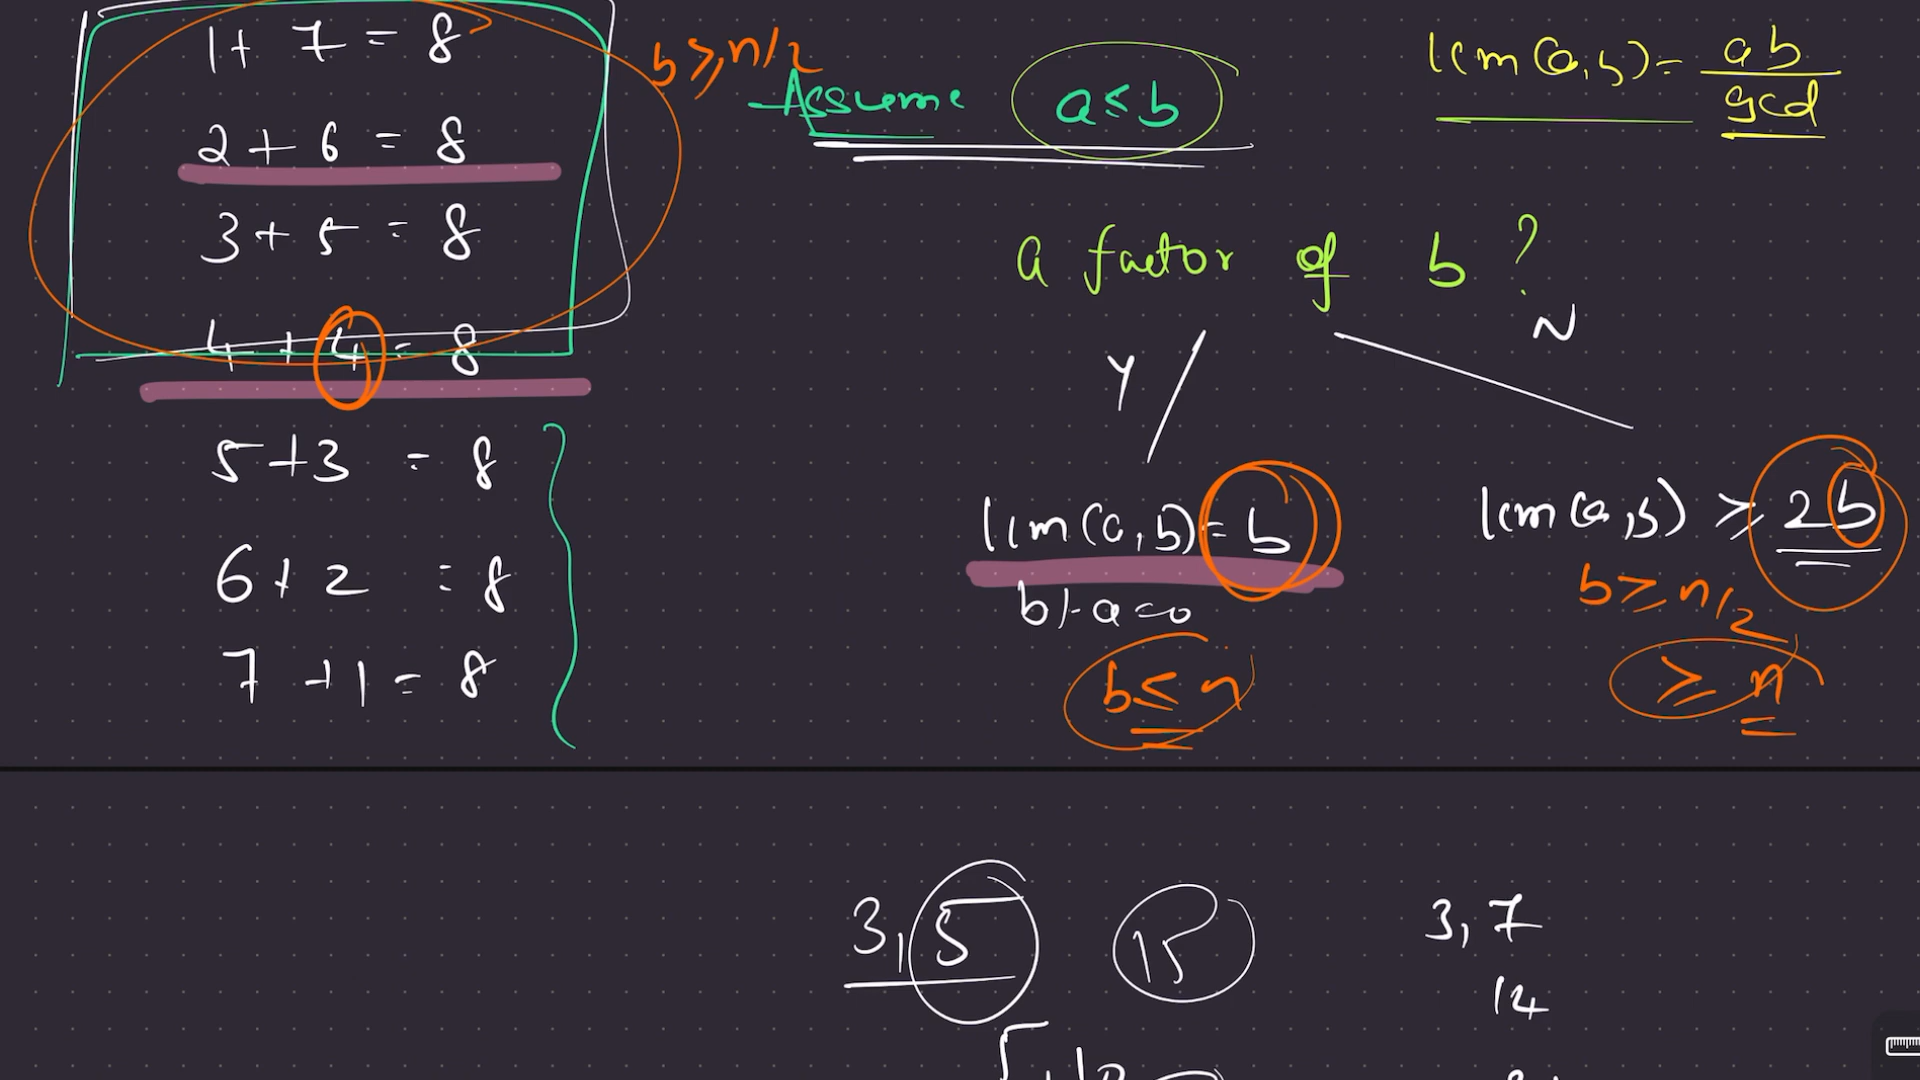 1 + 7 = 8
2 + 6 = 8
3 + 5 = 8
4 + 4 = 8
5 + 3 = 8
6 + 2 = 8
7 + 1 = 8
b ≥ n/2
Assume a ≤ b
lcm(a,b) = ab / gcd
a factor of b ?
Y
N
lcm(a,b) = b
b % a = 0
b ≤ n
lcm(a,b) ≥ 2b
b ≥ n/2
≥ n
3, 5
15
3, 7
14